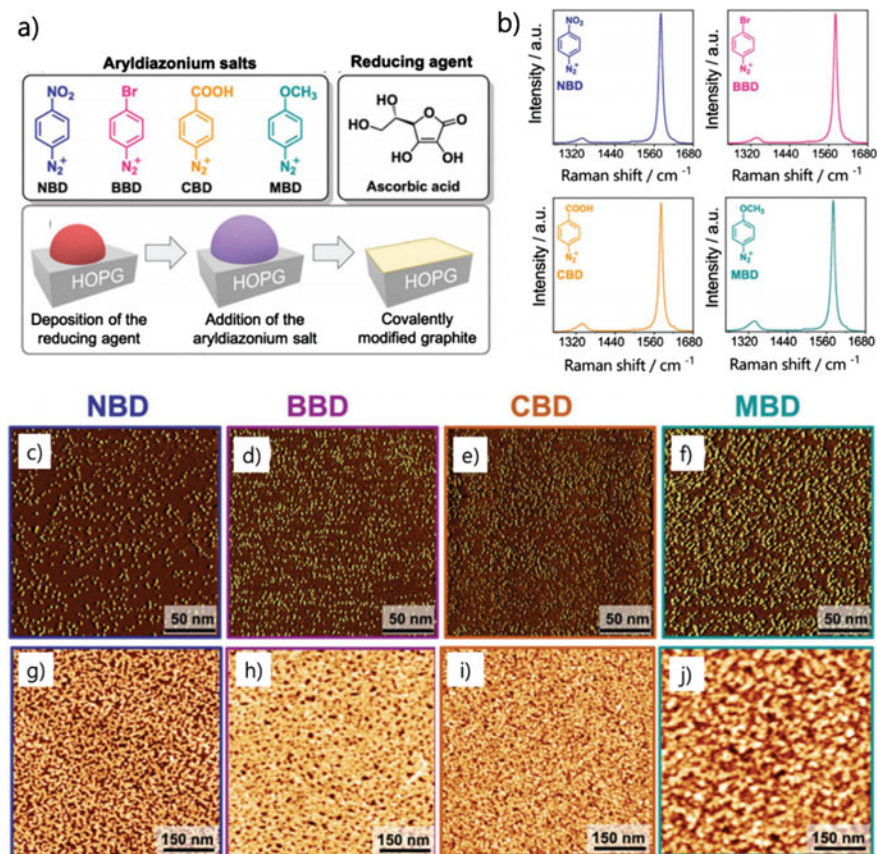 a)
Aryldiazonium salts
Reducing agent
NO2
Br
COOH
OCH3
N2+
N2+
N2+
N2+
NBD
BBD
CBD
MBD
HO
HO
O
O
HO
OH
Ascorbic acid
HOPG
HOPG
HOPG
Deposition of the
reducing agent
Addition of the
aryldiazonium salt
Covalently
modified graphite
b)
Intensity / a.u.
NO2
N2+
NBD
1320 1440 1560 1680
Raman shift / cm -1
Intensity / a.u.
Br
N2+
BBD
1320 1440 1560 1680
Raman shift / cm -1
Intensity / a.u.
COOH
N2+
CBD
1320 1440 1560 1680
Raman shift / cm -1
Intensity / a.u.
OCH3
N2+
MBD
1320 1440 1560 1680
Raman shift / cm -1
NBD
BBD
CBD
MBD
c)
50 nm
d)
50 nm
e)
50 nm
f)
50 nm
g)
150 nm
h)
150 nm
i)
150 nm
j)
150 nm